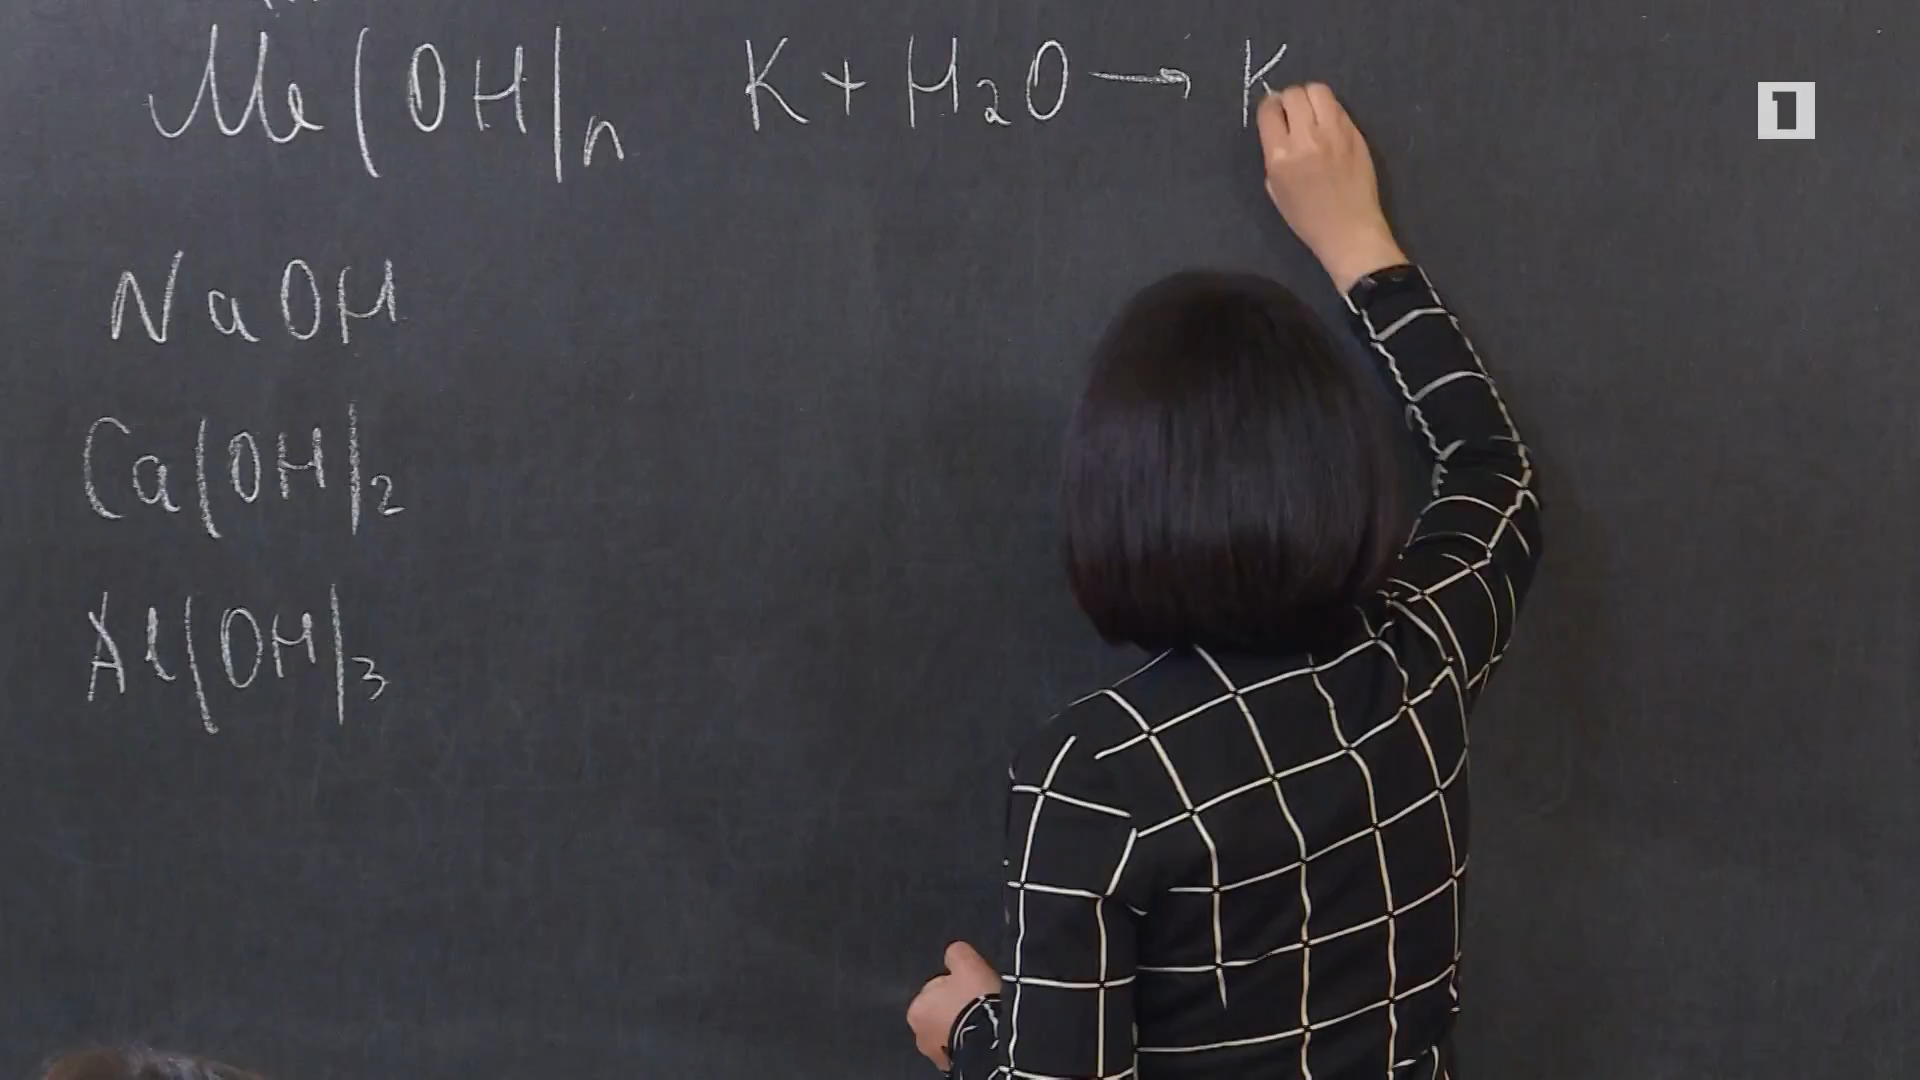 Me(OH)n K + H2O → K
NaOH
Ca(OH)2
Al(OH)3
1